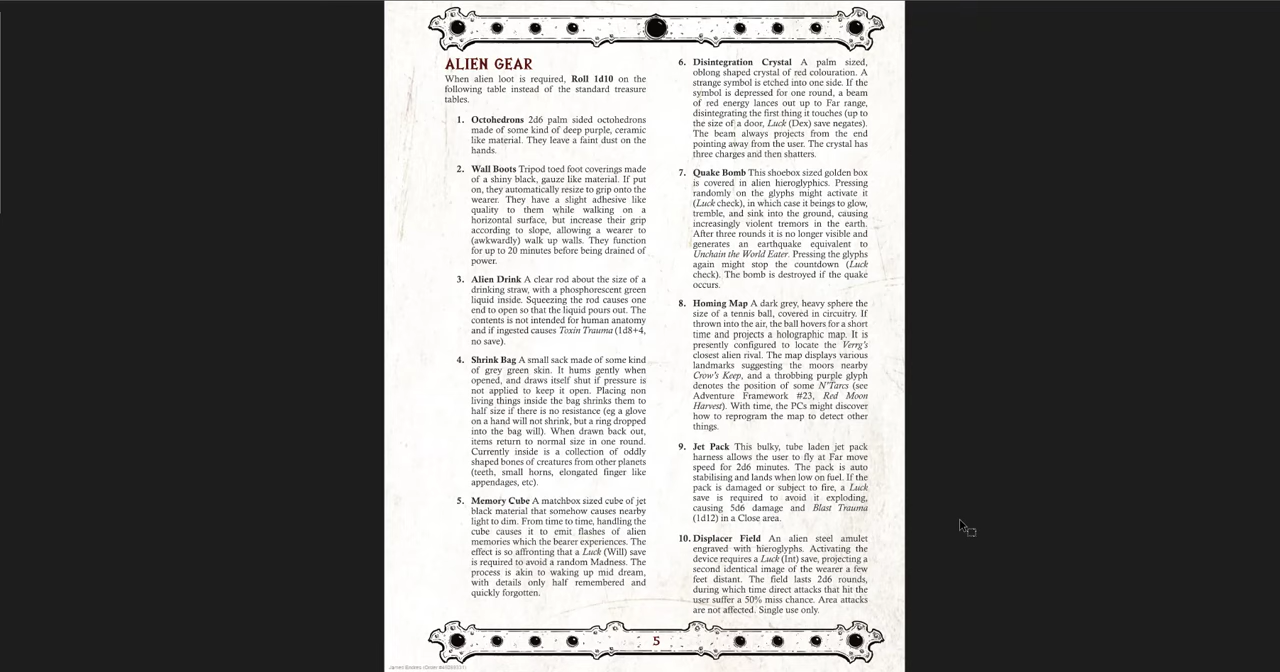 ALIEN GEAR
When alien loot is required, Roll 1d10 on the
following table instead of the standard treasure
tables.
1. Octohedrons 2d6 palm sided octohedrons
made of some kind of deep purple, ceramic
like material. They leave a faint dust on the
hands.
2. Wall Boots Tripod toed foot coverings made
of a shiny black, gauze like material. If put
on, they automatically resize to grip onto the
wearer. They have a slight adhesive like
quality to them while walking on a
horizontal surface, but increase their grip
according to slope, allowing a wearer to
(awkwardly) walk up walls. They function
for up to 20 minutes before being drained of
power.
3. Alien Drink A clear rod about the size of a
drinking straw, with a phosphorescent green
liquid inside. Squeezing the rod causes one
end to open so that the liquid pours out. The
contents is not intended for human anatomy
and if ingested causes Toxin Trauma (1d8+4,
no save).
4. Shrink Bag A small sack made of some kind
of grey green skin. It hums gently when
opened, and draws itself shut if pressure is
not applied to keep it open. Placing non
living things inside the bag shrinks them to
half size if there is no resistance (eg a glove
on a hand will not shrink, but a ring dropped
into the bag will). When drawn back out,
items return to normal size in one round.
Currently inside is a collection of oddly
shaped bones of creatures from other planets
(teeth, small horns, elongated finger like
appendages, etc).
5. Memory Cube A matchbox sized cube of jet
black material that somehow causes nearby
light to dim. From time to time, handling the
cube causes it to emit flashes of alien
memories which the bearer experiences. The
effect is so affronting that a Luck (Will) save
is required to avoid a random Madness. The
process is akin to waking up mid dream,
with details only half remembered and
quickly forgotten.
6. Disintegration Crystal A palm sized,
oblong shaped crystal of red colouration. A
strange symbol is etched into one side. If the
symbol is depressed for one round, a beam
of red energy lances out up to Far range,
disintegrating the first thing it touches (up to
the size of a door, Luck (Dex) save negates).
The beam always projects from the end
pointing away from the user. The crystal has
three charges and then shatters.
7. Quake Bomb This shoebox sized golden box
is covered in alien hieroglyphics. Pressing
randomly on the glyphs might activate it
(Luck check), in which case it beings to glow,
tremble, and sink into the ground, causing
increasingly violent tremors in the earth.
After three rounds it is no longer visible and
generates an earthquake equivalent to
Unchain the World Eater. Pressing the glyphs
again might stop the countdown (Luck
check). The bomb is destroyed if the quake
occurs.
8. Homing Map A dark grey, heavy sphere the
size of a tennis ball, covered in circuitry. If
thrown into the air, the ball hovers for a short
time and projects a holographic map. It is
presently configured to locate the Verrg's
closest alien rival. The map displays various
landmarks suggesting the moors nearby
Crow's Keep, and a throbbing purple glyph
denotes the position of some N'Tarcs (see
Adventure Framework #23, Red Moon
Harvest). With time, the PCs might discover
how to reprogram the map to detect other
things.
9. Jet Pack This bulky, tube laden jet pack
harness allows the user to fly at Far move
speed for 2d6 minutes. The pack is auto
stabilising and lands when low on fuel. If the
pack is damaged or subject to fire, a Luck
save is required to avoid it exploding,
causing 5d6 damage and Blast Trauma
(1d12) in a Close area.
10. Displacer Field An alien steel amulet
engraved with hieroglyphs. Activating the
device requires a Luck (Int) save, projecting a
second identical image of the wearer a few
feet distant. The field lasts 2d6 rounds,
during which time direct attacks that hit the
user suffer a 50% miss chance. Area attacks
are not affected. Single use only.
5